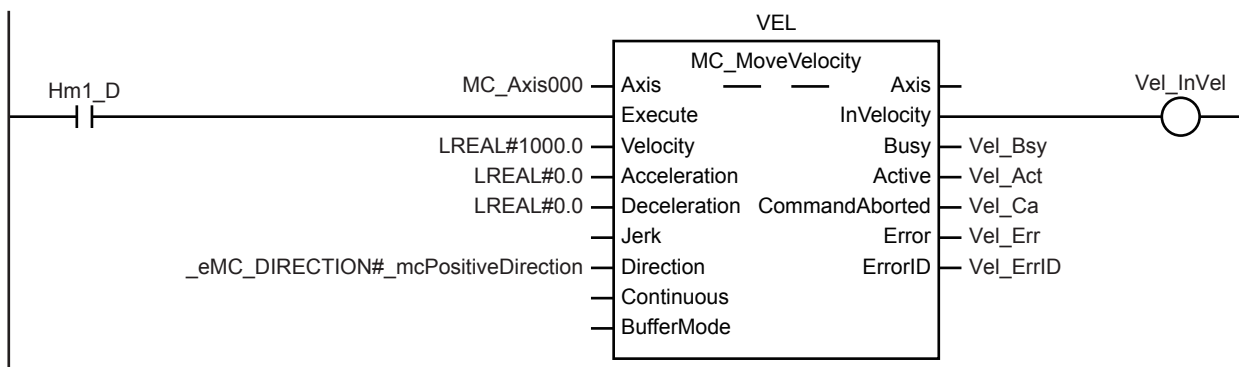 VEL
MC_MoveVelocity
MC_Axis000 Axis Axis
Hm1_D Vel_InVel
Execute InVelocity
LREAL#1000.0 Velocity Busy Vel_Bsy
LREAL#0.0 Acceleration Active Vel_Act
LREAL#0.0 Deceleration CommandAborted Vel_Ca
Jerk Error Vel_Err
_eMC_DIRECTION#_mcPositiveDirection Direction ErrorID Vel_ErrID
Continuous
BufferMode